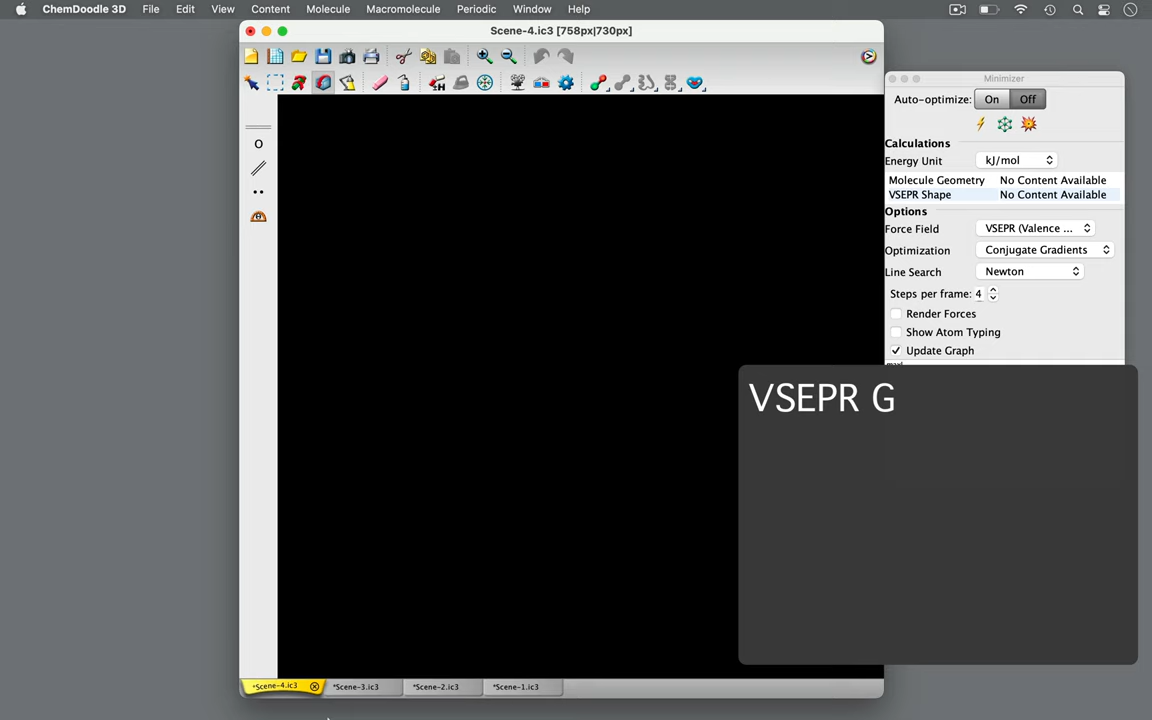 ChemDoodle 3D File Edit View Content Molecule Macromolecule Periodic Window Help
Scene-4.ic3 [758px|730px]
Minimizer
Auto-optimize: On Off
Calculations
Energy Unit kJ/mol
Molecule Geometry No Content Available
VSEPR Shape No Content Available
Options
Force Field VSEPR (Valence ...
Optimization Conjugate Gradients
Line Search Newton
Steps per frame: 4
Render Forces
Show Atom Typing
Update Graph
VSEPR G
O
*Scene-4.ic3 *Scene-3.ic3 *Scene-2.ic3 *Scene-1.ic3